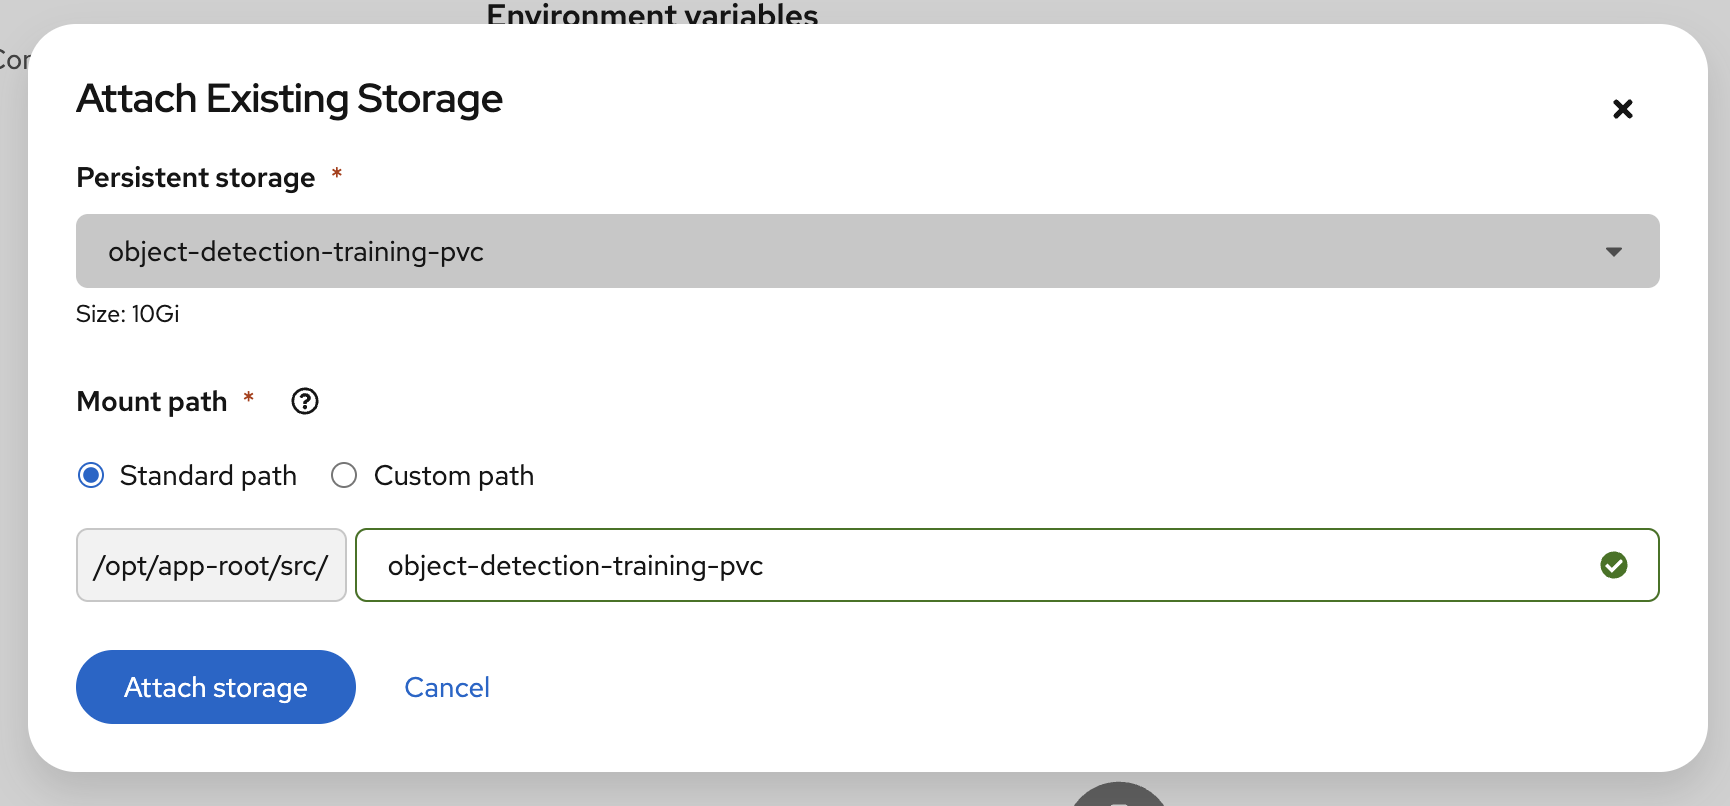 Environment variables
Attach Existing Storage
Persistent storage *
object-detection-training-pvc
Size: 10Gi
Mount path *
Standard path Custom path
/opt/app-root/src/ object-detection-training-pvc
Attach storage Cancel